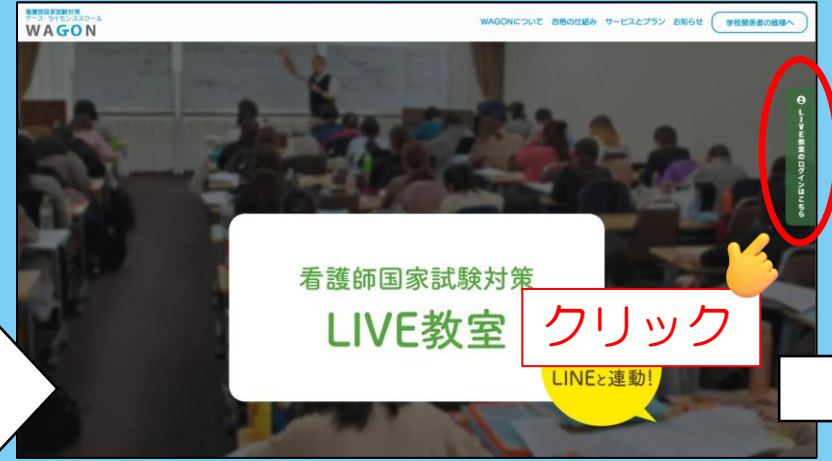 看護師国家試験対策
ナース・ライセンススクール
WAGON
WAGONについて 合格の仕組み サービスとプラン お知らせ 学校関係者の皆様へ
LIVE教室のログインはこちら
看護師国家試験対策
LIVE教室
クリック
LINEと連動!